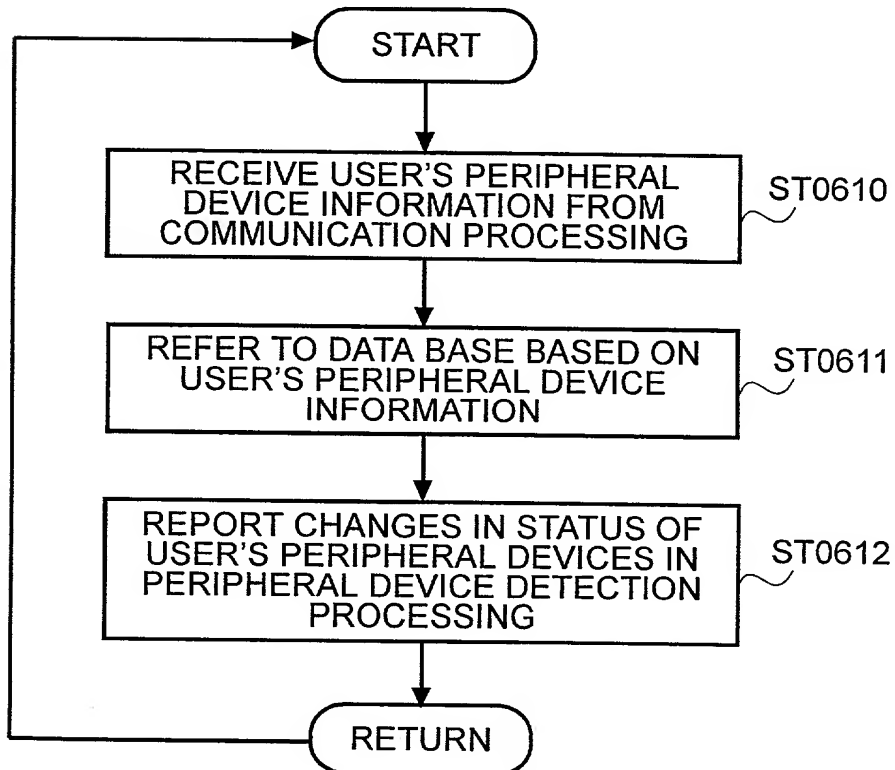 START
RECEIVE USER'S PERIPHERAL
DEVICE INFORMATION FROM
COMMUNICATION PROCESSING
ST0610
REFER TO DATA BASE BASED ON
USER'S PERIPHERAL DEVICE
INFORMATION
ST0611
REPORT CHANGES IN STATUS OF
USER'S PERIPHERAL DEVICES IN
PERIPHERAL DEVICE DETECTION
PROCESSING
ST0612
RETURN